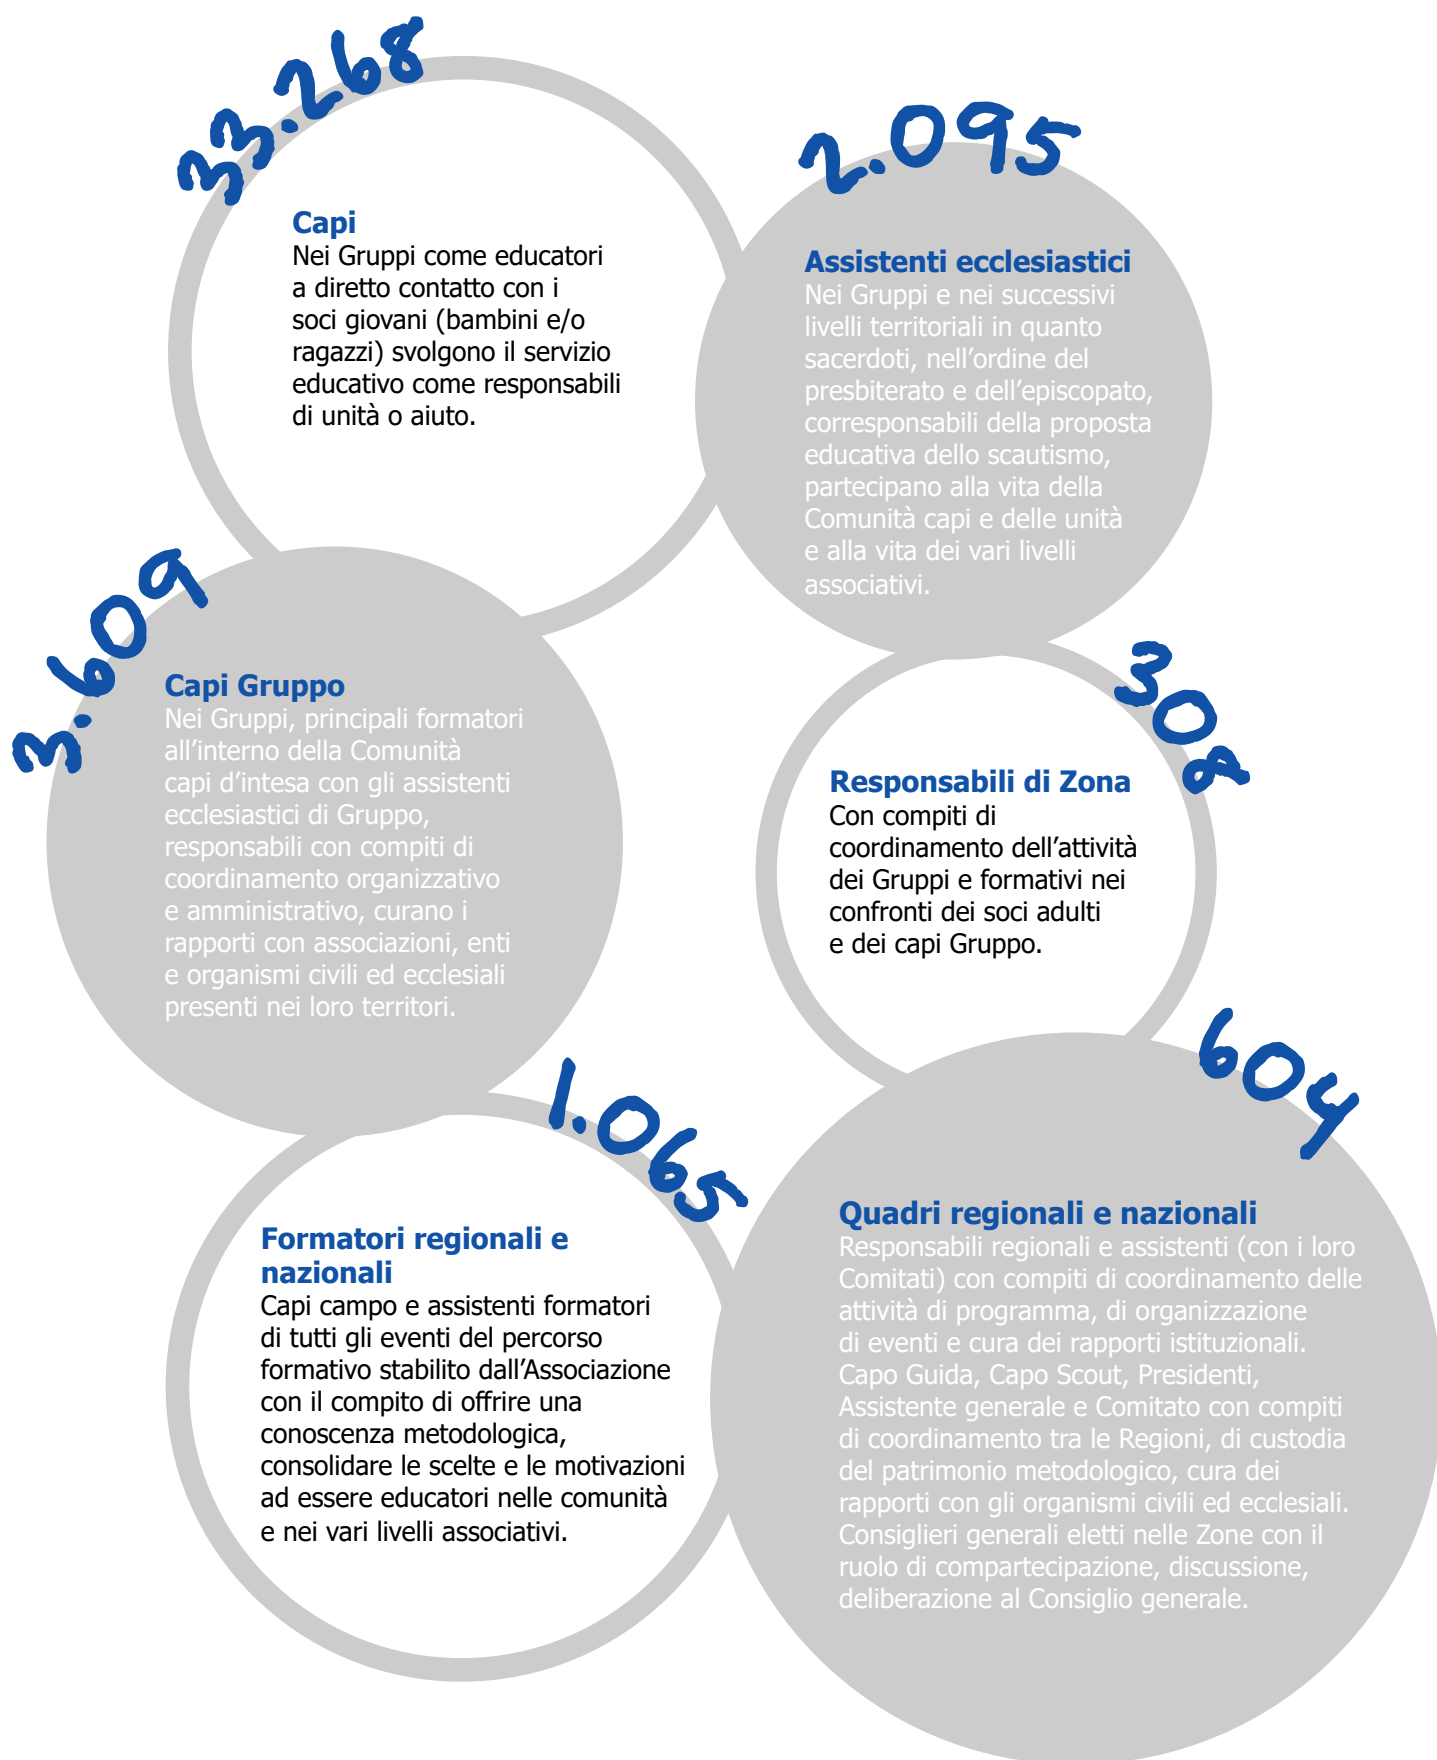 33.268
Capi
Nei Gruppi come educatori
a diretto contatto con i
soci giovani (bambini e/o
ragazzi) svolgono il servizio
educativo come responsabili
di unità o aiuto.
2.095
Assistenti ecclesiastici
Nei Gruppi e nei successivi
livelli territoriali in quanto
sacerdoti, nell’ordine del
presbiterato e dell’episcopato,
corresponsabili della proposta
educativa dello scautismo,
partecipano alla vita della
Comunità capi e delle unità
e alla vita dei vari livelli
associativi.
3.609
Capi Gruppo
Nei Gruppi, principali formatori
all’interno della Comunità
capi d’intesa con gli assistenti
ecclesiastici di Gruppo,
responsabili con compiti di
coordinamento organizzativo
e amministrativo, curano i
rapporti con associazioni, enti
e organismi civili ed ecclesiali
presenti nei loro territori.
308
Responsabili di Zona
Con compiti di
coordinamento dell’attività
dei Gruppi e formativi nei
confronti dei soci adulti
e dei capi Gruppo.
1.065
Formatori regionali e
nazionali
Capi campo e assistenti formatori
di tutti gli eventi del percorso
formativo stabilito dall’Associazione
con il compito di offrire una
conoscenza metodologica,
consolidare le scelte e le motivazioni
ad essere educatori nelle comunità
e nei vari livelli associativi.
604
Quadri regionali e nazionali
Responsabili regionali e assistenti (con i loro
Comitati) con compiti di coordinamento delle
attività di programma, di organizzazione
di eventi e cura dei rapporti istituzionali.
Capo Guida, Capo Scout, Presidenti,
Assistente generale e Comitato con compiti
di coordinamento tra le Regioni, di custodia
del patrimonio metodologico, cura dei
rapporti con gli organismi civili ed ecclesiali.
Consiglieri generali eletti nelle Zone con il
ruolo di compartecipazione, discussione,
deliberazione al Consiglio generale.